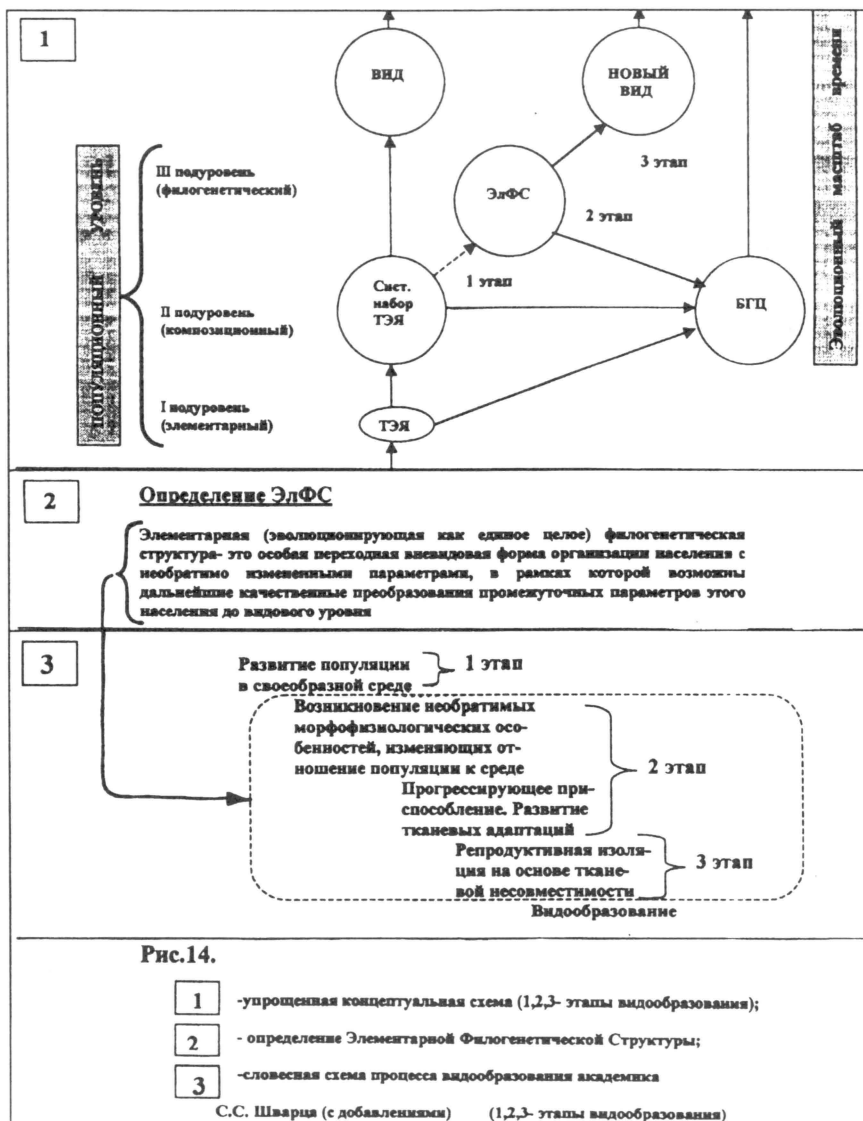 1
ВИД
НОВЫЙ
ВИД
Эволюционный масштаб времени
ПОПУЛЯЦИОННЫЙ УРОВЕНЬ
III подуровень
(филогенетический)
ЭлФС
3 этап
2 этап
1 этап
Сист.
набор
ТЭЯ
II подуровень
(композиционный)
БГЦ
I подуровень
(элементарный)
ТЭЯ
2
Определение ЭлФС
Элементарная (эволюционирующая как единое целое) филогенетическая
структура- это особая переходная вневидовая форма организации населения с
необратимо измененными параметрами, в рамках которой возможны
дальнейшие качественные преобразования промежуточных параметров этого
населения до видового уровня
3
Развитие популяции
в своеобразной среде
1 этап
Возникновение необратимых
морфофизиологических осо-
бенностей, изменяющих от-
ношение популяции к среде
2 этап
Прогрессирующее при-
способление. Развитие
тканевых адаптаций
Репродуктивная изоля-
ция на основе ткане-
вой несовместимости
3 этап
Видообразование
Рис.14.
1 -упрощенная концептуальная схема (1,2,3- этапы видообразования);
2 - определение Элементарной Филогенетической Структуры;
3 -словесная схема процесса видообразования академика
С.С. Шварца (с добавлениями) (1,2,3- этапы видообразования)